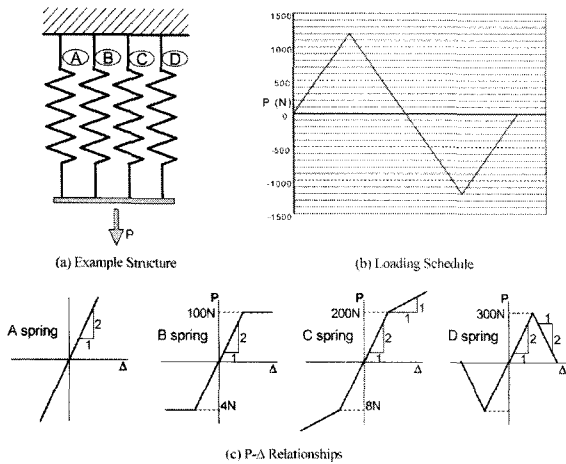 A B C D
P
(a) Example Structure
1500
1000
500
P (N)
0
-500
-1000
-1500
(b) Loading Schedule
A spring
2
1
Δ
P
100N
B spring
2
1
Δ
4N
P
200N
C spring
1
1
2
1
Δ
8N
P
300N
D spring
1
2
2
1
Δ
(c) P-Δ Relationships